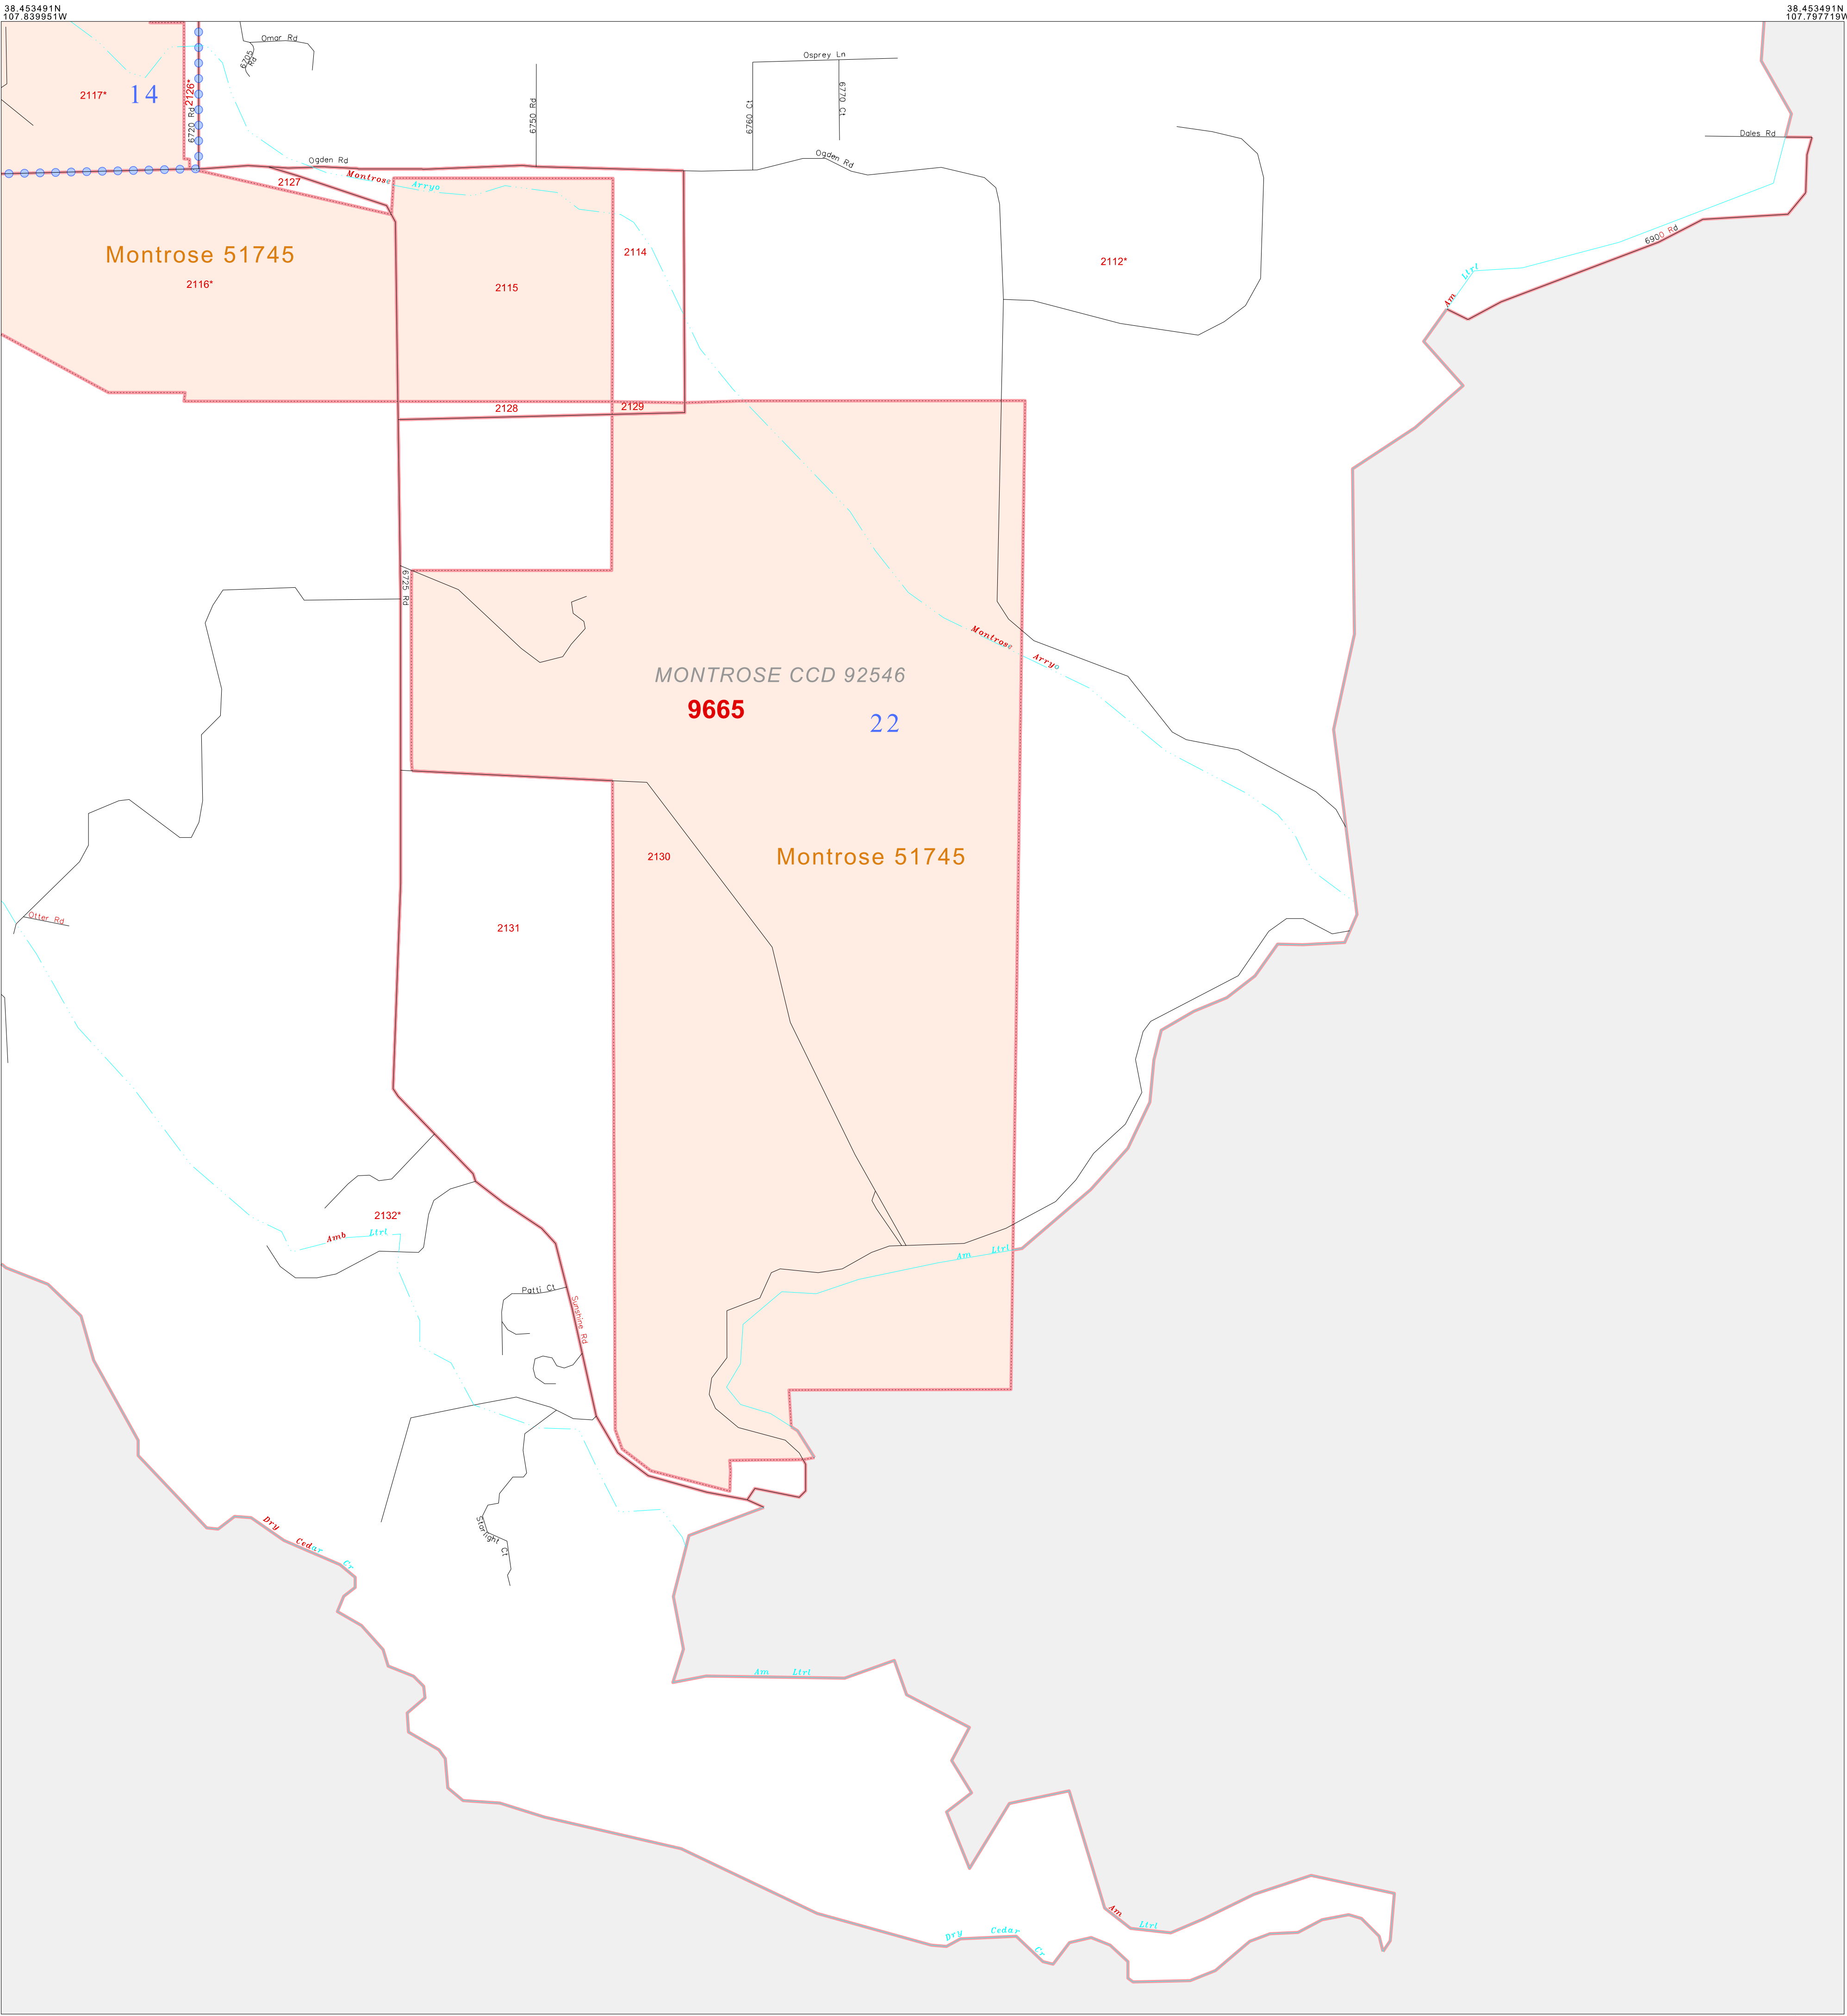 38.453491N
107.839951W
38.453491N
107.797719W
Omar Rd
6705 Rd
Osprey Ln
6750 Rd
6760 Ct
6770 Ct
2117*
14
2126*
6720 Rd
Dales Rd
Ogden Rd
Ogden Rd
2127
Montrose Arryo
Montrose 51745
2116*
2115
2114
2112*
6900 Rd
Am Ltrl
2128
2129
6725 Rd
Montrose Arryo
MONTROSE CCD 92546
9665
22
2130
Montrose 51745
Otter Rd
2131
2132*
Amb Ltrl
Am Ltrl
Patti Ct
Sunshine Rd
Starlight Ct
Dry Cedar Cr
Am Ltrl
Am Ltrl
Dry Cedar Cr